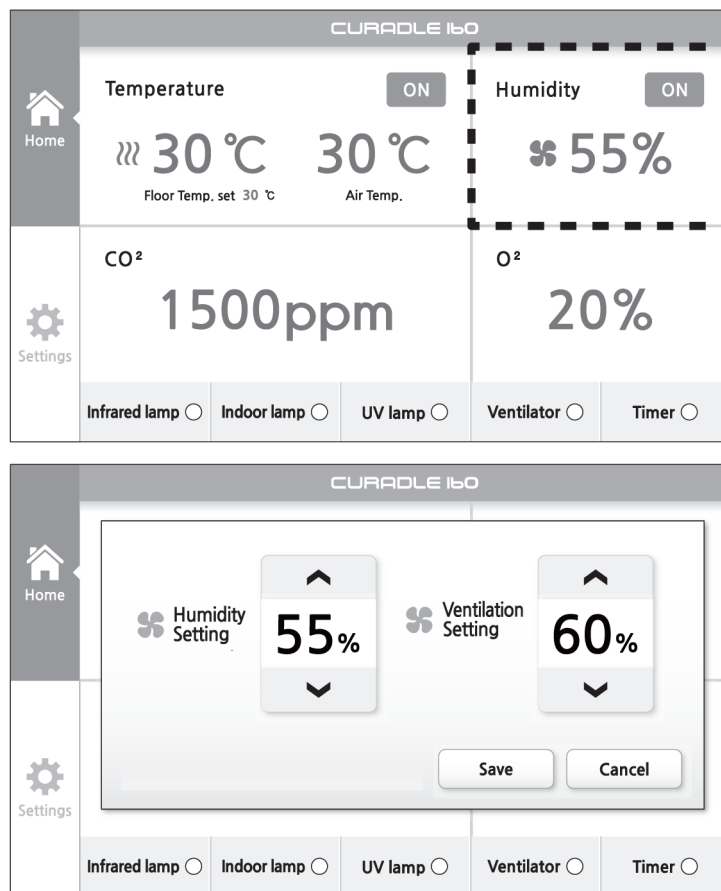 CURADLE 160
Temperature ON Humidity ON
Home
30 ℃ 30 ℃ 55%
Floor Temp. set 30 ℃ Air Temp.
CO² O²
1500ppm 20%
Settings
Infrared lamp Indoor lamp UV lamp Ventilator Timer
CURADLE 160
Home
Humidity Setting 55% Ventilation Setting 60%
Save Cancel
Settings
Infrared lamp Indoor lamp UV lamp Ventilator Timer